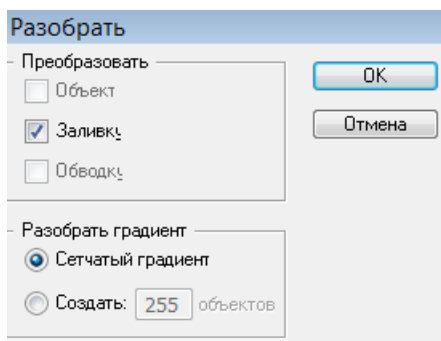 Разобрать
Преобразовать
Объект
Заливку
Обводку
OK
Отмена
Разобрать градиент
Сетчатый градиент
Создать: 255 объектов